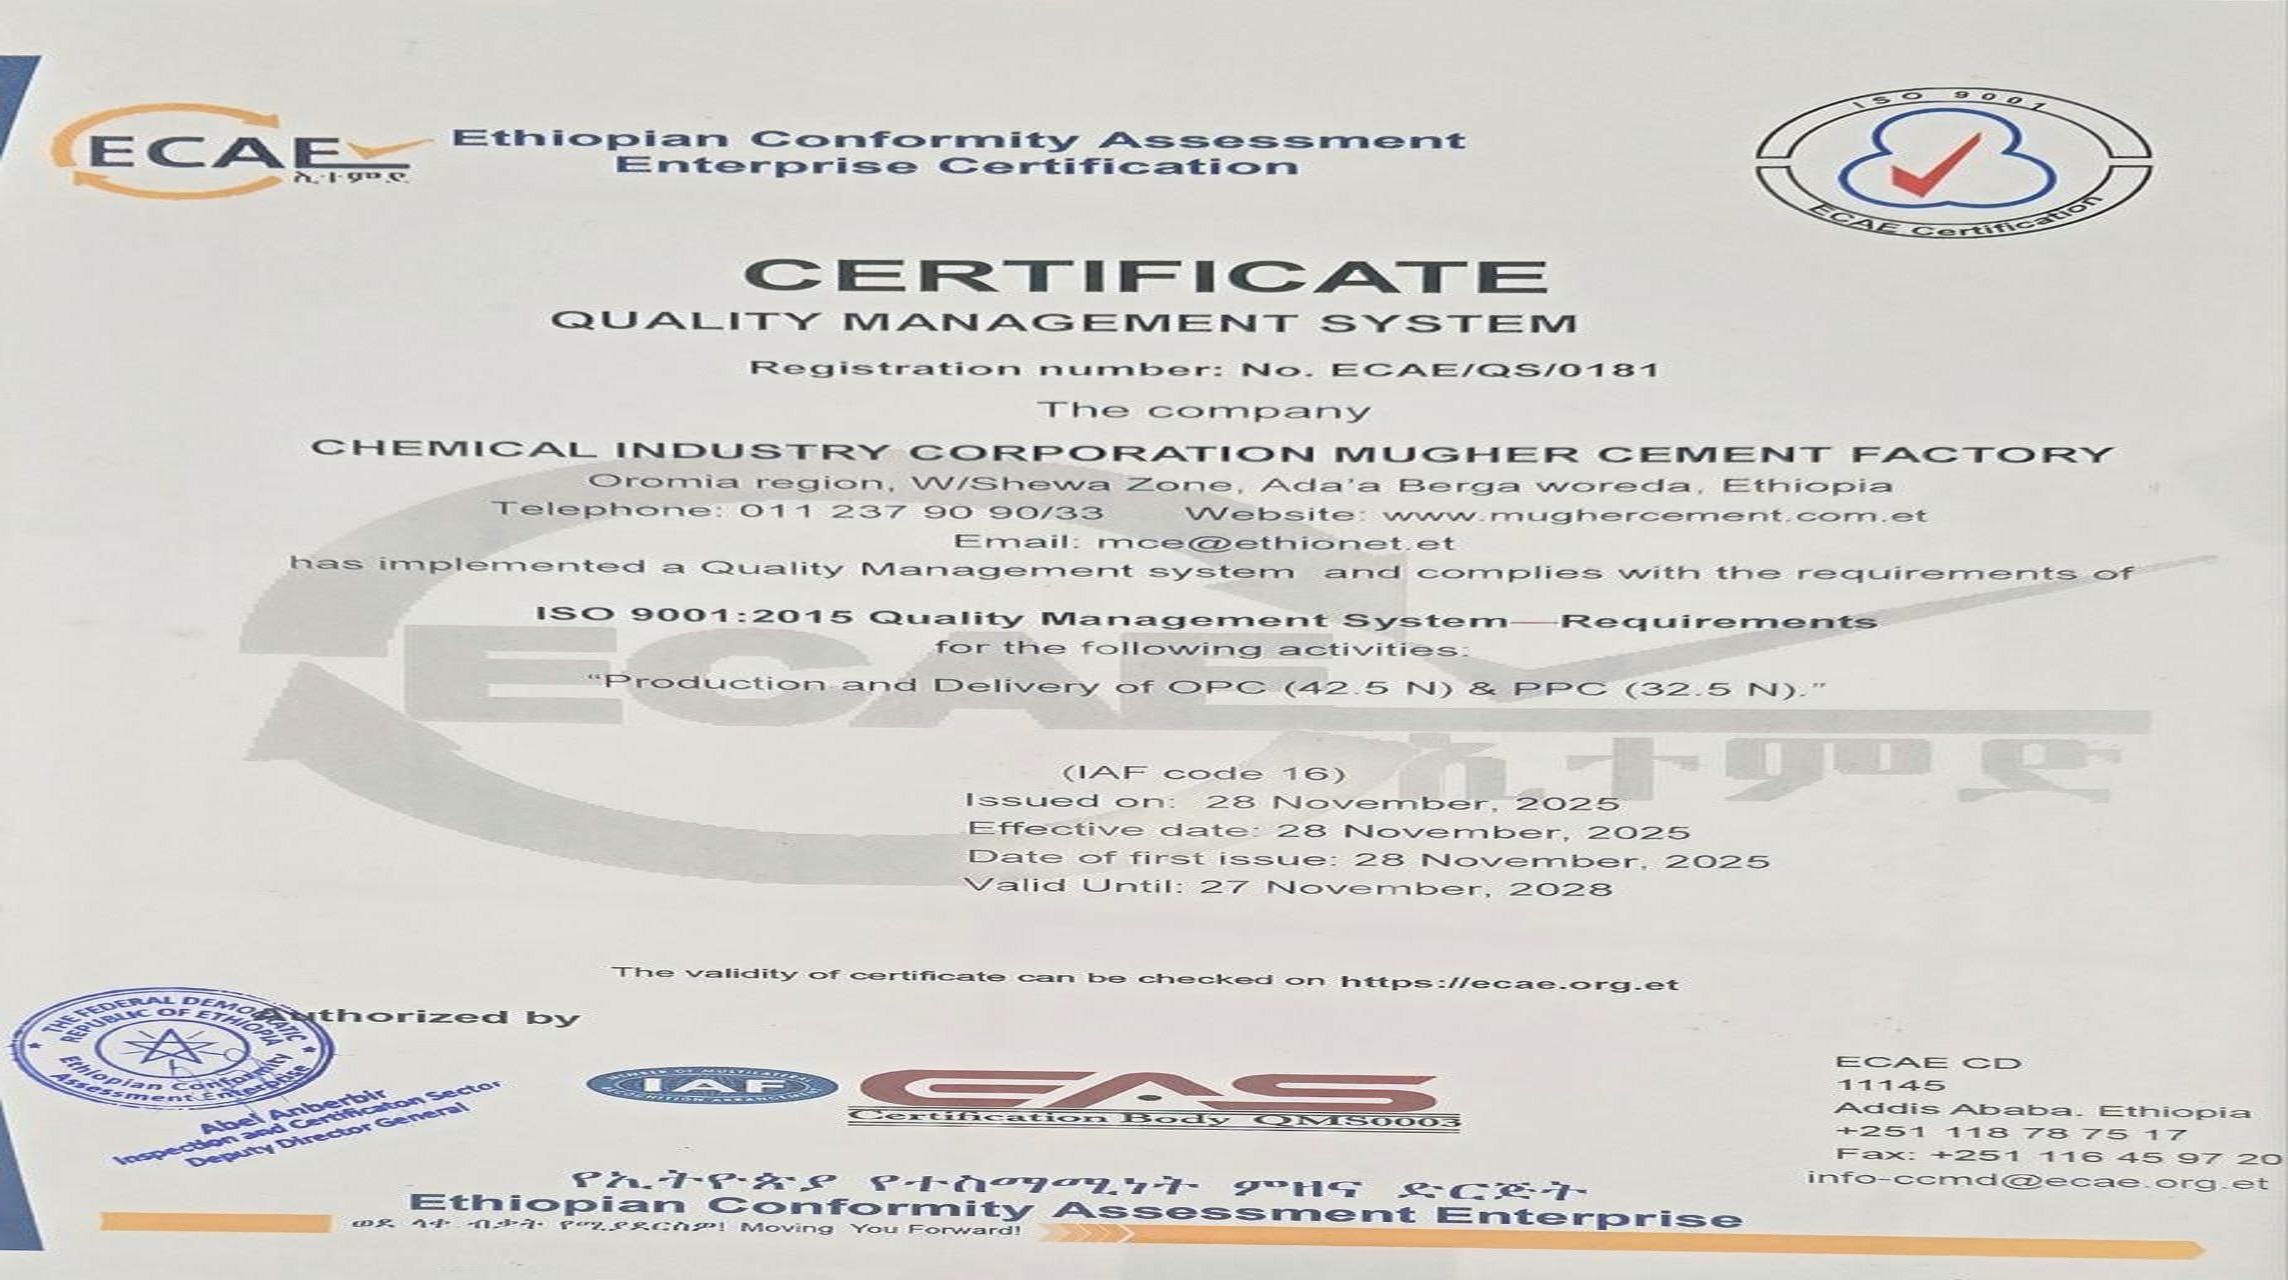 ECAE
ኢተምድ
Ethiopian Conformity Assessment
Enterprise Certification
ISO 9001
ECAE Certification
CERTIFICATE
QUALITY MANAGEMENT SYSTEM
Registration number: No. ECAE/QS/0181
The company
CHEMICAL INDUSTRY CORPORATION MUGHER CEMENT FACTORY
Oromia region, W/Shewa Zone, Ada'a Berga woreda, Ethiopia
Telephone: 011 237 90 90/33 Website: www.mughercement.com.et
Email: mce@ethionet.et
has implemented a Quality Management system and complies with the requirements of
ISO 9001:2015 Quality Management System—Requirements
for the following activities:
“Production and Delivery of OPC (42.5 N) & PPC (32.5 N).”
ECAE
ኢተምድ
(IAF code 16)
Issued on: 28 November, 2025
Effective date: 28 November, 2025
Date of first issue: 28 November, 2025
Valid Until: 27 November, 2028
The validity of certificate can be checked on https://ecae.org.et
Authorized by
THE FEDERAL DEMOCRATIC
REPUBLIC OF ETHIOPIA
Ethiopian Conformity
Assessment Enterprise
Abel Anberbir
Inspection and Certificaton Sector
Deputy Director General
IAF
EAS
Certification Body QMS0003
ECAE CD
11145
Addis Ababa. Ethiopia
+251 118 78 75 17
Fax: +251 116 45 97 20
info-ccmd@ecae.org.et
የኢትዮጵያ የተስማሚነት ምዘና ድርጅት
Ethiopian Conformity Assessment Enterprise
ወደ ላቀ ብቃት የሚያደርስዎ! Moving You Forward!